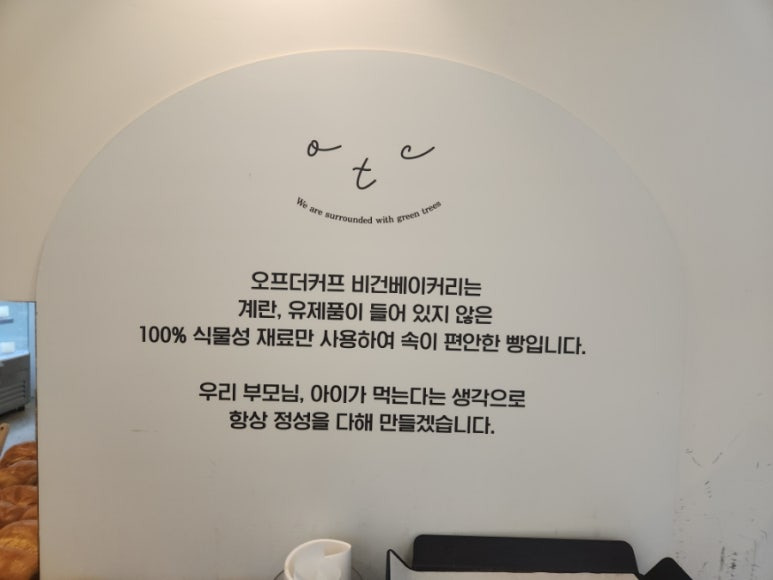 o t c
We are surrounded with green trees
오프더커프 비건베이커리는
계란, 유제품이 들어 있지 않은
100% 식물성 재료만 사용하여 속이 편안한 빵입니다.
우리 부모님, 아이가 먹는다는 생각으로
항상 정성을 다해 만들겠습니다.